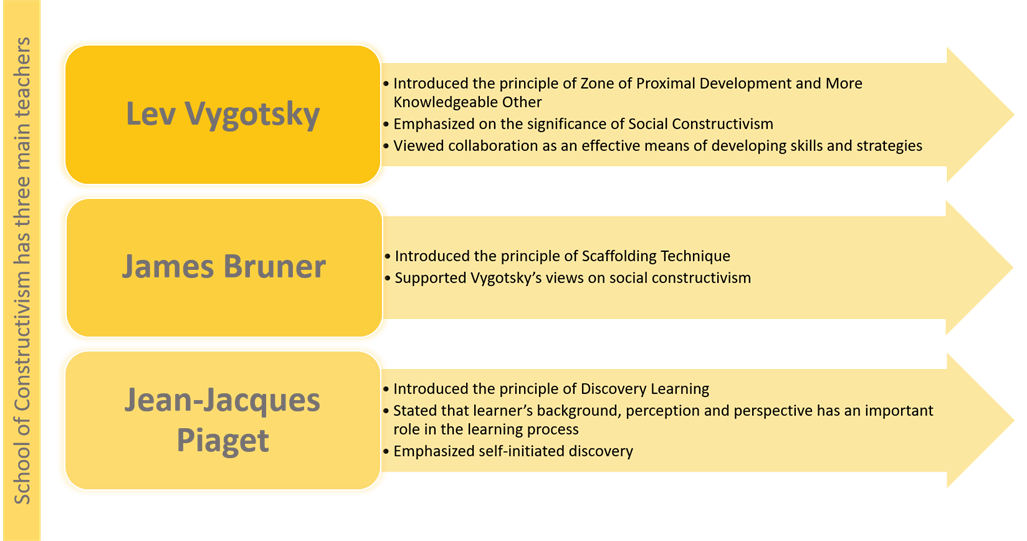 School of Constructivism has three main teachers
Lev Vygotsky
• Introduced the principle of Zone of Proximal Development and More
Knowledgeable Other
• Emphasized on the significance of Social Constructivism
• Viewed collaboration as an effective means of developing skills and strategies
James Bruner
• Introduced the principle of Scaffolding Technique
• Supported Vygotsky’s views on social constructivism
Jean-Jacques
Piaget
• Introduced the principle of Discovery Learning
• Stated that learner’s background, perception and perspective has an important
role in the learning process
• Emphasized self-initiated discovery